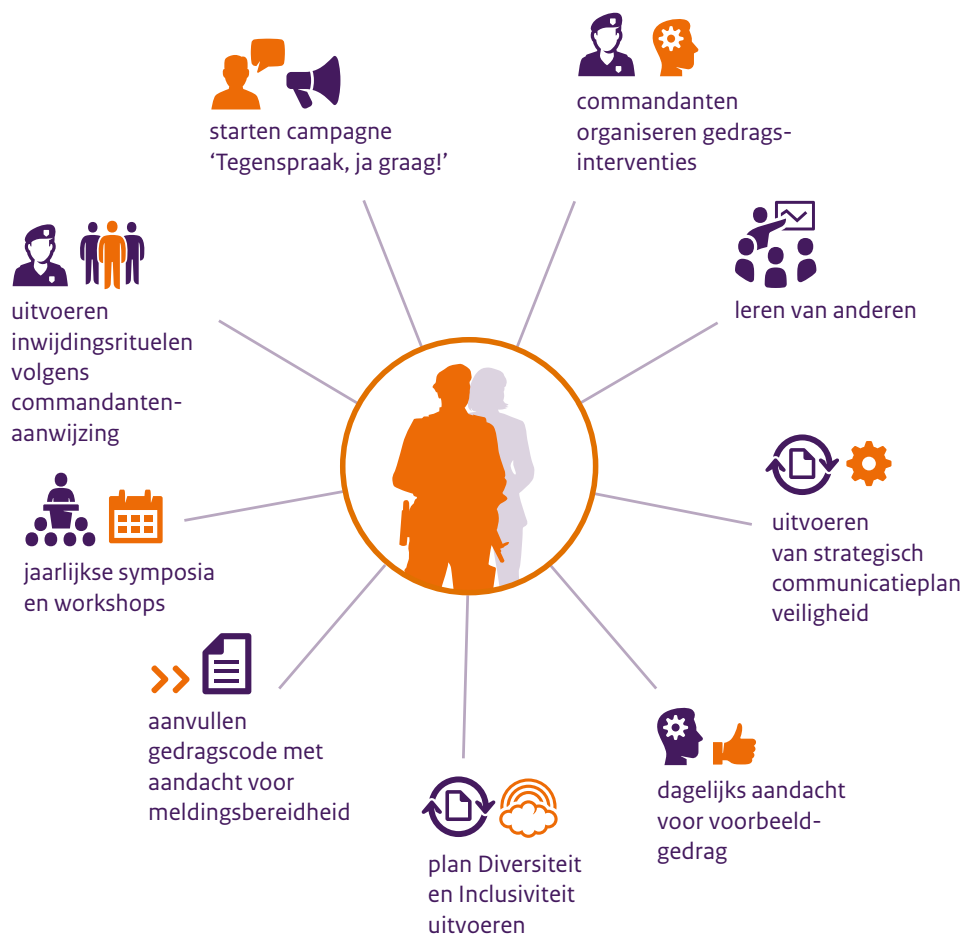 starten campagne
‘Tegenspraak, ja graag!’
commandanten
organiseren gedrags-
interventies
leren van anderen
uitvoeren
van strategisch
communicatieplan
veiligheid
dagelijks aandacht
voor voorbeeld-
gedrag
plan Diversiteit
en Inclusiviteit
uitvoeren
aanvullen
gedragscode met
aandacht voor
meldingsbereidheid
jaarlijkse symposia
en workshops
uitvoeren
inwijdingsrituelen
volgens
commandanten-
aanwijzing